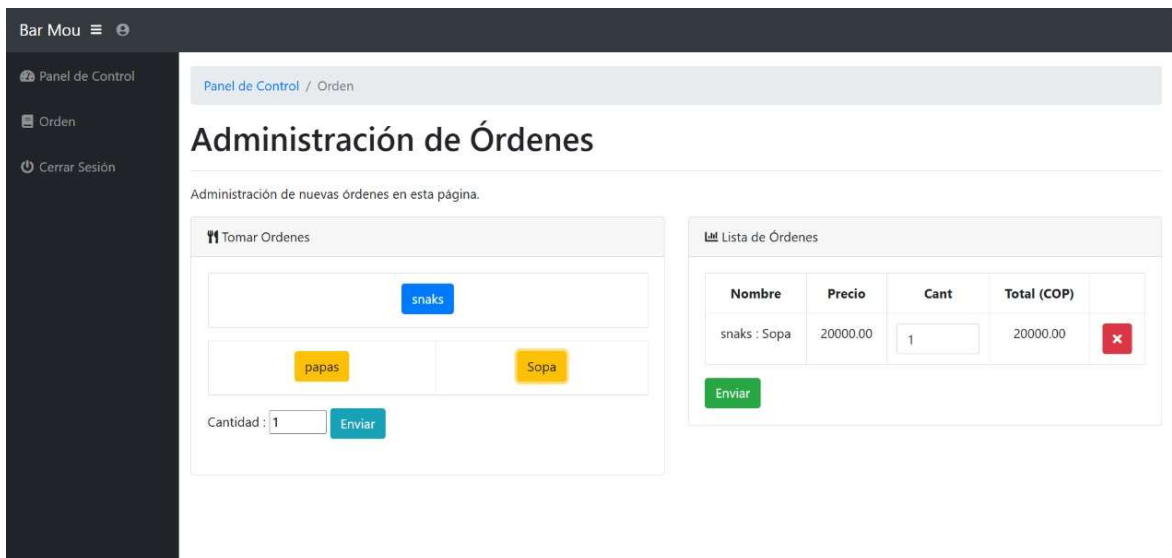 Bar Mou
Panel de Control
Orden
Cerrar Sesión
Panel de Control / Orden
Administración de Órdenes
Administración de nuevas órdenes en esta página.
Tomar Ordenes
snaks
papas Sopa
Cantidad : 1 Enviar
Lista de Órdenes
Nombre Precio Cant Total (COP)
snaks : Sopa 20000.00 1 20000.00
Enviar